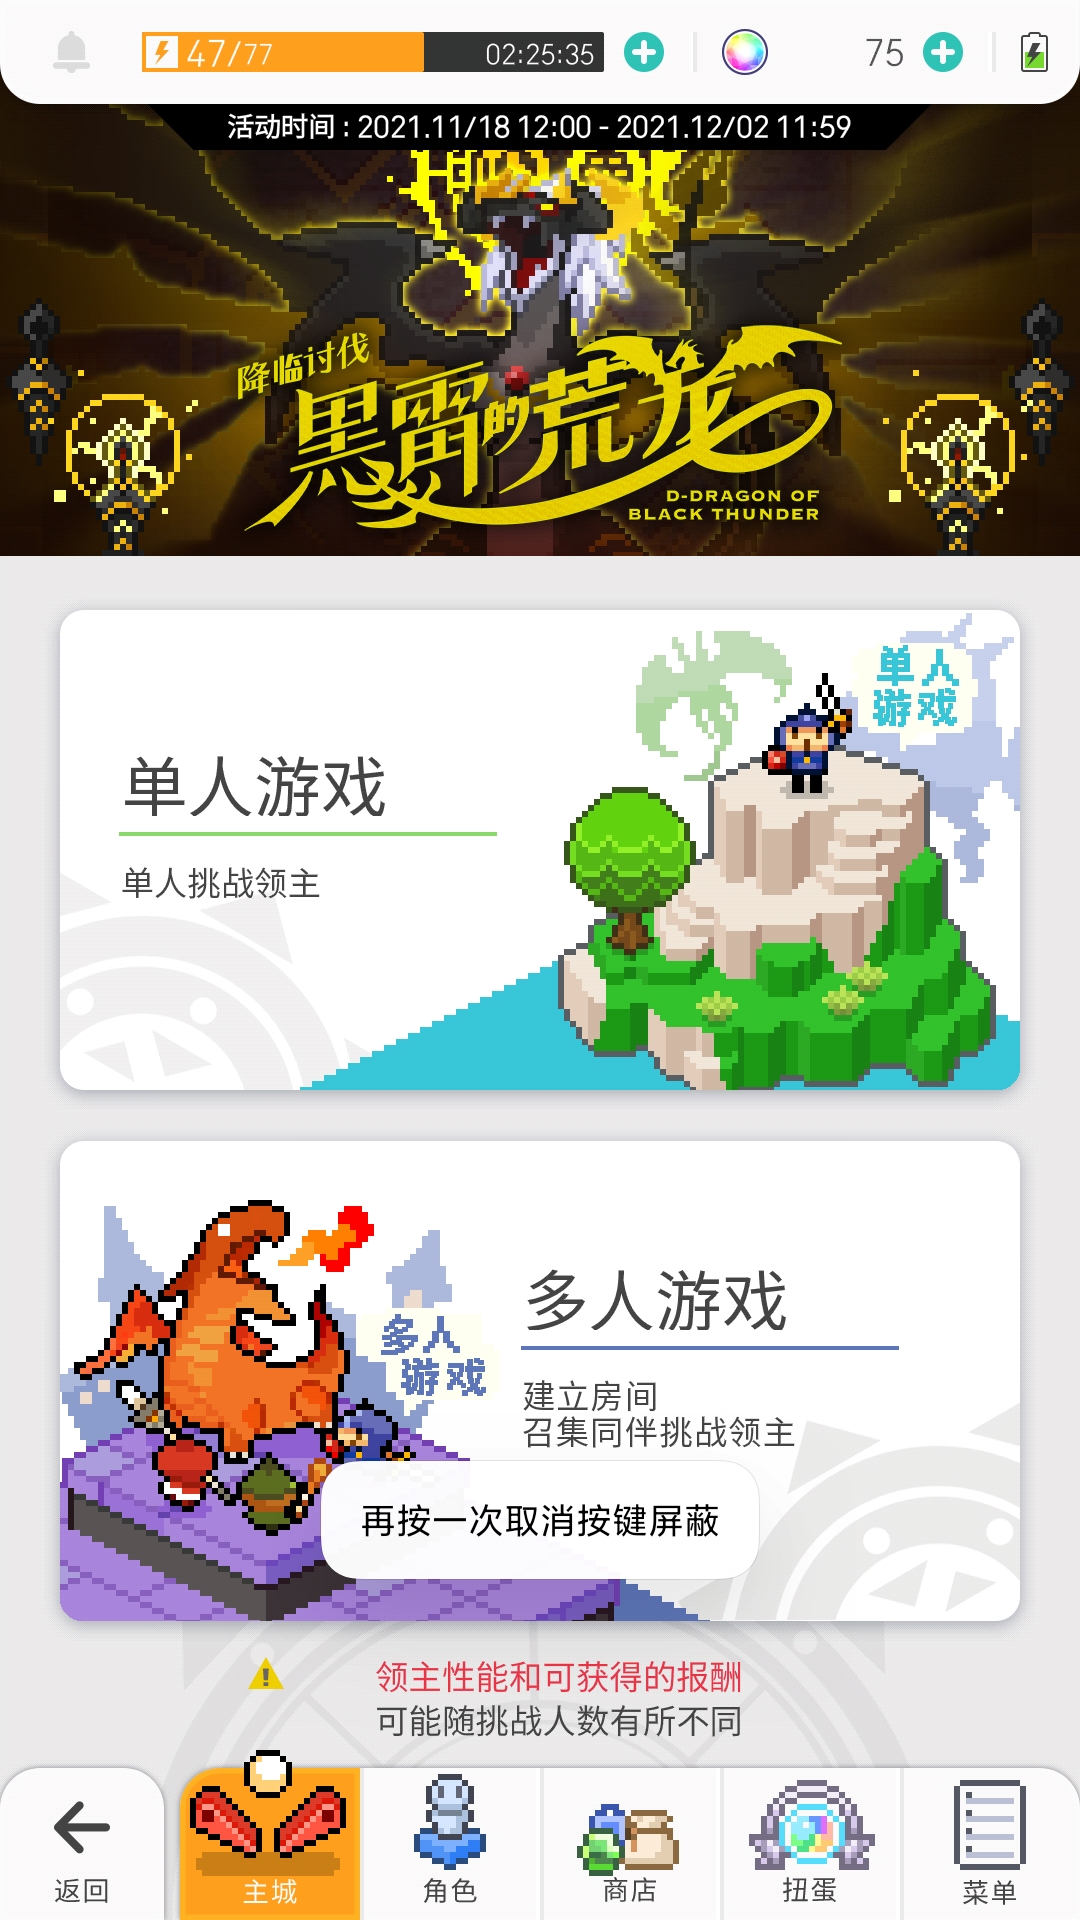 47/77
02:25:35
75
活动时间 : 2021.11/18 12:00 - 2021.12/02 11:59
降临讨伐
黑雷的荒龙
D-DRAGON OF
BLACK THUNDER
单人
游戏
单人游戏
单人挑战领主
多人游戏
多人
游戏
建立房间
召集同伴挑战领主
再按一次取消按键屏蔽
领主性能和可获得的报酬
可能随挑战人数有所不同
返回
主城
角色
商店
扭蛋
菜单